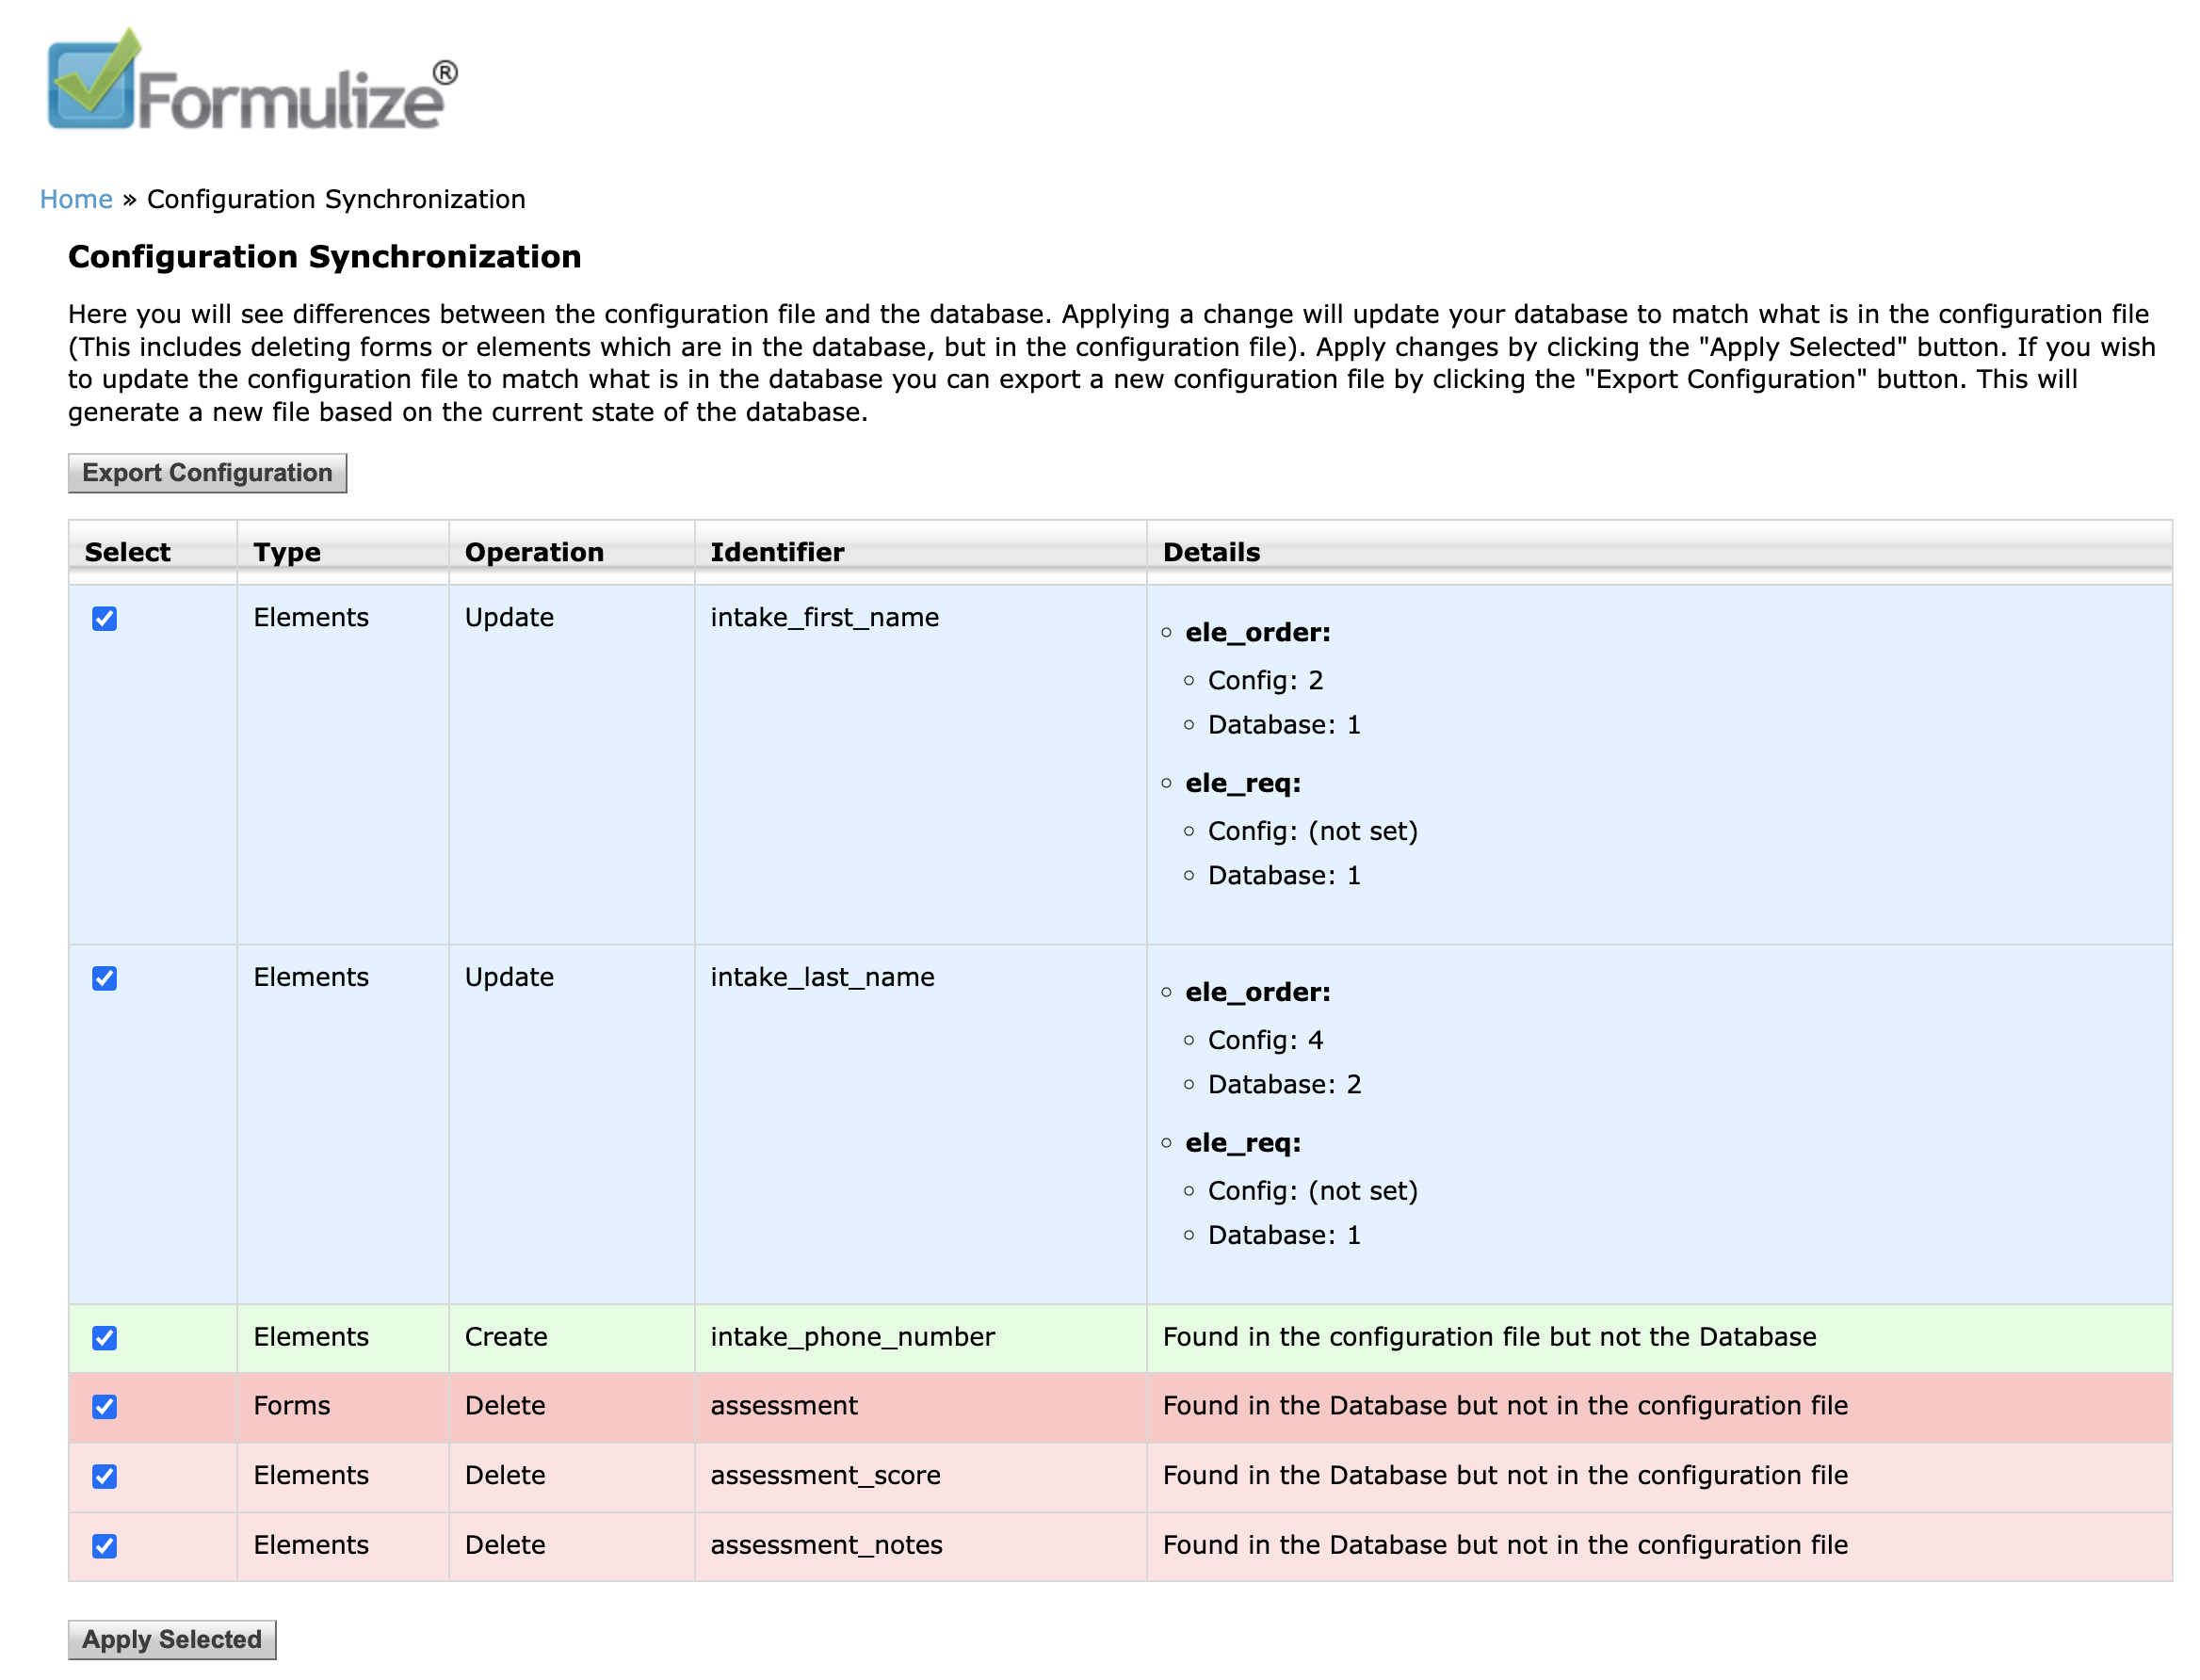 Formulize®
Home » Configuration Synchronization
Configuration Synchronization
Here you will see differences between the configuration file and the database. Applying a change will update your database to match what is in the configuration file
(This includes deleting forms or elements which are in the database, but in the configuration file). Apply changes by clicking the "Apply Selected" button. If you wish
to update the configuration file to match what is in the database you can export a new configuration file by clicking the "Export Configuration" button. This will
generate a new file based on the current state of the database.
Export Configuration
Select Type Operation Identifier Details
Elements Update intake_first_name
ele_order:
Config: 2
Database: 1
ele_req:
Config: (not set)
Database: 1
Elements Update intake_last_name
ele_order:
Config: 4
Database: 2
ele_req:
Config: (not set)
Database: 1
Elements Create intake_phone_number Found in the configuration file but not the Database
Forms Delete assessment Found in the Database but not in the configuration file
Elements Delete assessment_score Found in the Database but not in the configuration file
Elements Delete assessment_notes Found in the Database but not in the configuration file
Apply Selected